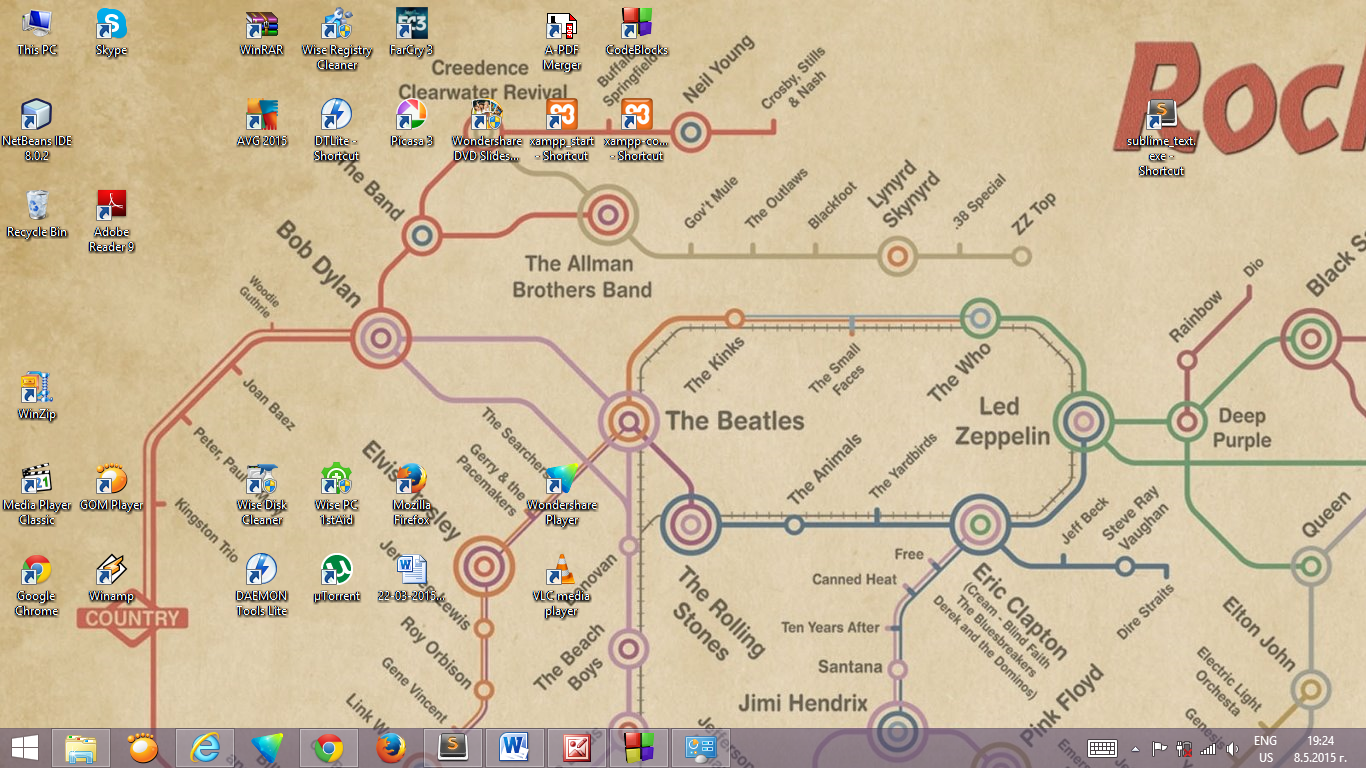 This PC
Skype
WinRAR
Wise Registry
Cleaner
FarCry 3
A-PDF
Merger
CodeBlocks
NetBeans IDE
8.0.2
AVG 2015
DTLite -
Shortcut
Picasa 3
Wondershare
DVD Slides...
xampp_start
- Shortcut
xampp-co...
- Shortcut
sublime_text.
exe -
Shortcut
Recycle Bin
Adobe
Reader 9
WinZip
Media Player
Classic
GOM Player
Wise Disk
Cleaner
Wise PC
1stAid
Mozilla
Firefox
Wondershare
Player
Google
Chrome
Winamp
DAEMON
Tools Lite
µTorrent
22-03-2015...
VLC media
player
Creedence
Clearwater Revival
Buffalo
Springfield
Neil Young
Crosby, Stills
& Nash
Rock
The Band
Bob Dylan
Woodie
Guthrie
The Allman
Brothers Band
Gov't Mule
The Outlaws
Blackfoot
Lynyrd
Skynyrd
.38 Special
ZZ Top
Dio
Rainbow
Black S
Joan Baez
Peter, Paul
Kingston Trio
COUNTRY
The Kinks
The Small
Faces
The Who
The Beatles
Led
Zeppelin
Deep
Purple
The Searchers
Gerry & the
Pacemakers
Elvis Presley
The Animals
The Yardbirds
Jeff Beck
Steve Ray
Vaughan
Queen
Free
Canned Heat
Ten Years After
Santana
Jimi Hendrix
Eric Clapton
(Cream - Blind Faith
The Bluesbreakers
Derek and the Dominos)
Dire Straits
Donovan
The Rolling
Stones
The Beach
Boys
Lewis
Roy Orbison
Gene Vincent
Link W
Pink Floyd
Elton John
Electric Light
Orchesta
Genesis
ENG
US
19:24
8.5.2015 г.